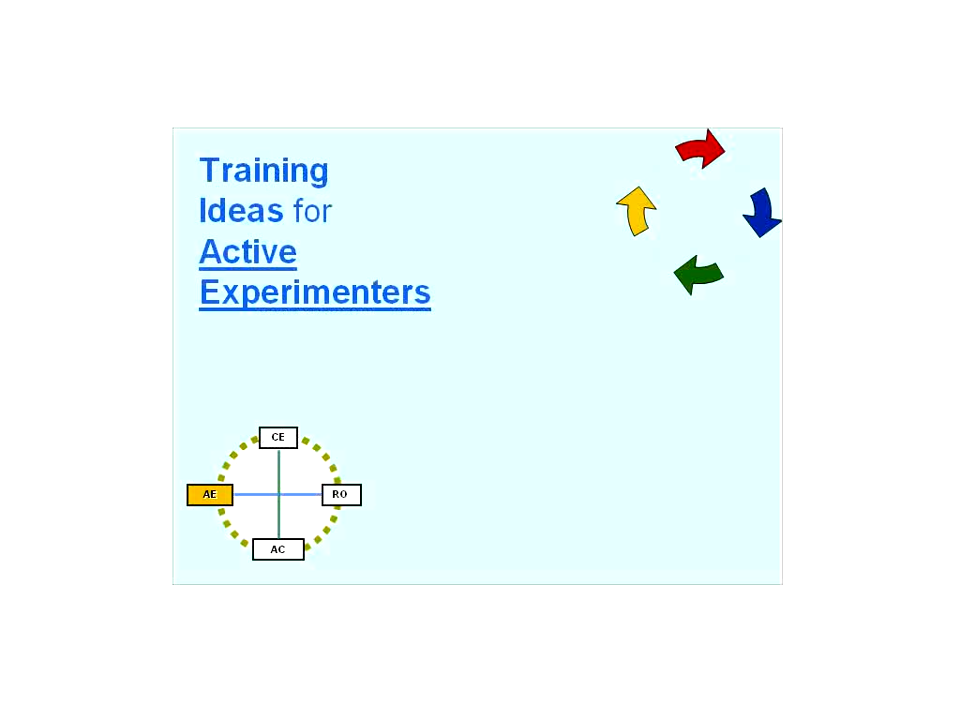 Training
Ideas for
Active
Experimenters
CE
AE
RO
AC